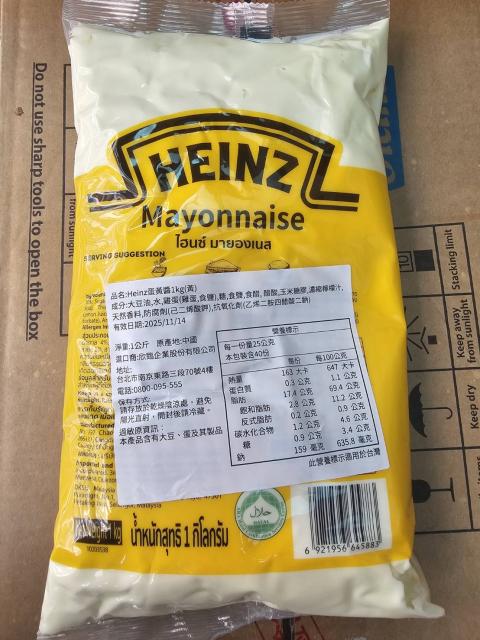 Do not use sharp tools to open the box
from sunlight
HEINZ
Mayonnaise
ไฮนซ์ มายองเนส
SERVING SUGGESTION
品名:Heinz蛋黃醬1kg(黃)
成分:大豆油,水,雞蛋(雞蛋,食鹽),糖,食鹽,食醋,醋酸,玉米糖膠,濃縮檸檬汁,
天然香料,防腐劑(己二烯酸鉀),抗氧化劑(乙烯二胺四醋酸二鈉)
有效日期:2025/11/14
淨重:1公斤 原產地:中國
進口商:欣臨企業股份有限公司
地址:
台北市南京東路三段70號4樓
電話:0800-095-555
保存方式:
請存放於乾燥陰涼處,避免
陽光直射。開封後請冷藏。
過敏原資訊:
本產品含有大豆、蛋及其製品
營養標示
每一份量25公克
本包裝含40份
每份 每100公克
熱量 163 大卡 647 大卡
蛋白質 0.3 公克 1.1 公克
脂肪 17.4 公克 69.4 公克
飽和脂肪 2.8 公克 11.2 公克
反式脂肪 0.2 公克 0.9 公克
碳水化合物 1.2 公克 4.6 公克
糖 0.9 公克 3.4 公克
鈉 159 毫克 635.8 毫克
此營養標示適用於台灣
Selangor, Malaysia
1 kg
น้ำหนักสุทธิ 1 กิโลกรัม
HALAL
حلال
6 921956 645883
Stacking limit
Keep away
from sunlight
Keep dry